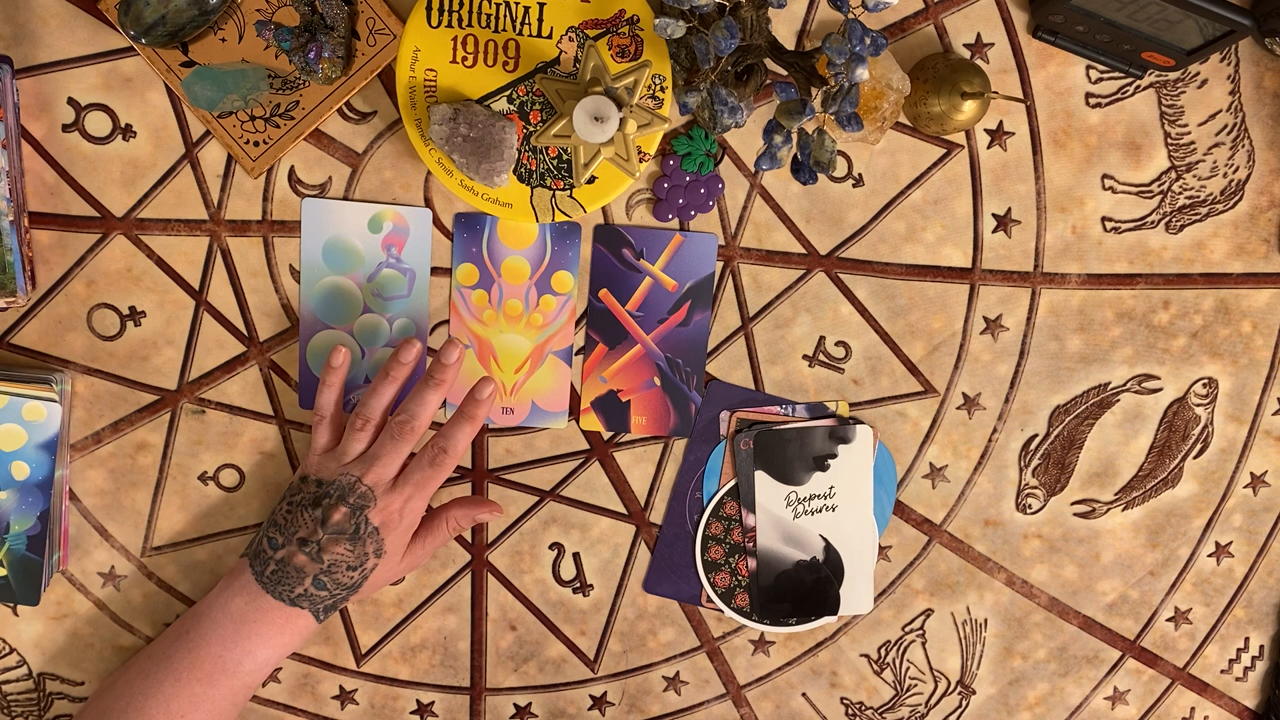 ORIGINAL
1909
Arthur E. Waite · Pamela C. Smith · Sasha Graham
TEN
FIVE
Deepest
Desires